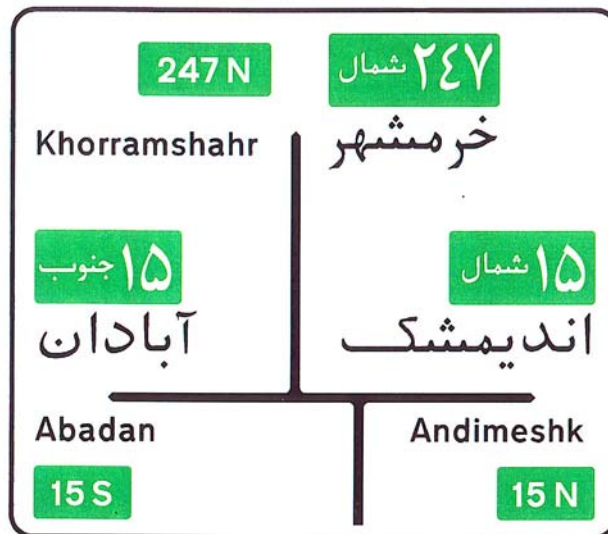 247 N
۲۴۷ شمال
Khorramshahr
خرمشهر
۱۵ جنوب
۱۵ شمال
آبادان
اندیمشک
Abadan
Andimeshk
15 S
15 N